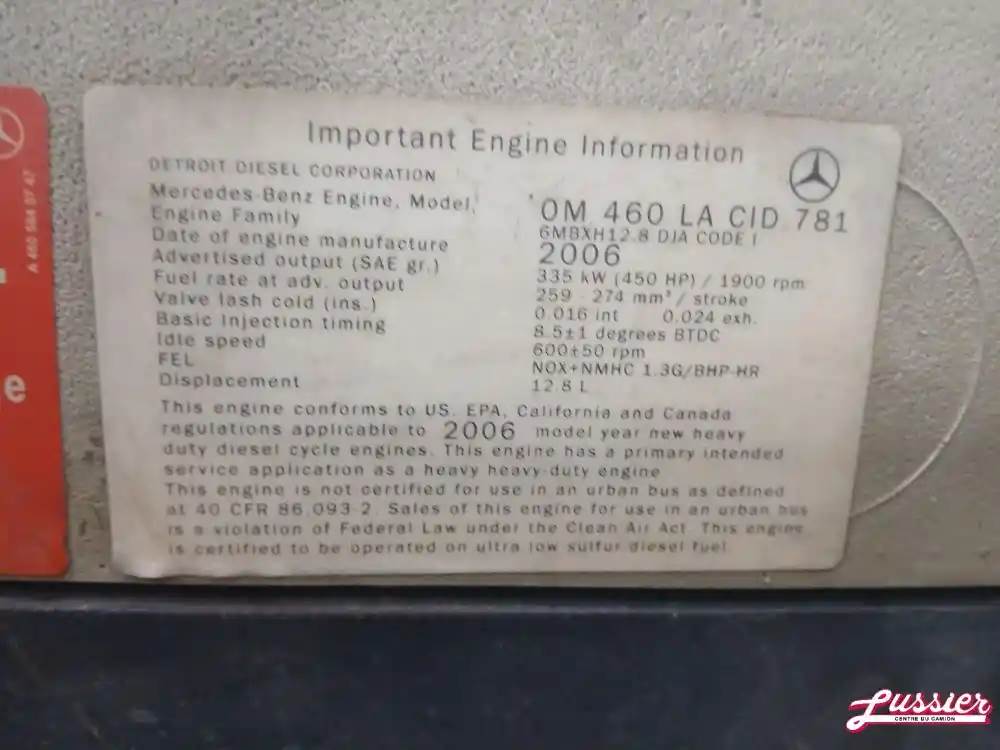 Important Engine Information
DETROIT DIESEL CORPORATION
Mercedes-Benz Engine, Model, OM 460 LA CID 781
Engine Family 6MBXH12.8 DJA CODE I
Date of engine manufacture 2006
Advertised output (SAE gr.) 335 kW (450 HP) / 1900 rpm
Fuel rate at adv. output 259 - 274 mm³ / stroke
Valve lash cold (ins.) 0.016 int 0.024 exh.
Basic Injection timing 8.5±1 degrees BTDC
Idle speed 600±50 rpm
FEL NOX+NMHC 1.3G/BHP-HR
Displacement 12.8 L
This engine conforms to US. EPA, California and Canada
regulations applicable to 2006 model year new heavy
duty diesel cycle engines. This engine has a primary intended
service application as a heavy heavy-duty engine
This engine is not certified for use in an urban bus as defined
at 40 CFR 86.093-2. Sales of this engine for use in an urban bus
is a violation of Federal Law under the Clean Air Act. This engine
is certified to be operated on ultra low sulfur diesel fuel
e
Lussier
CENTRE DU CAMION